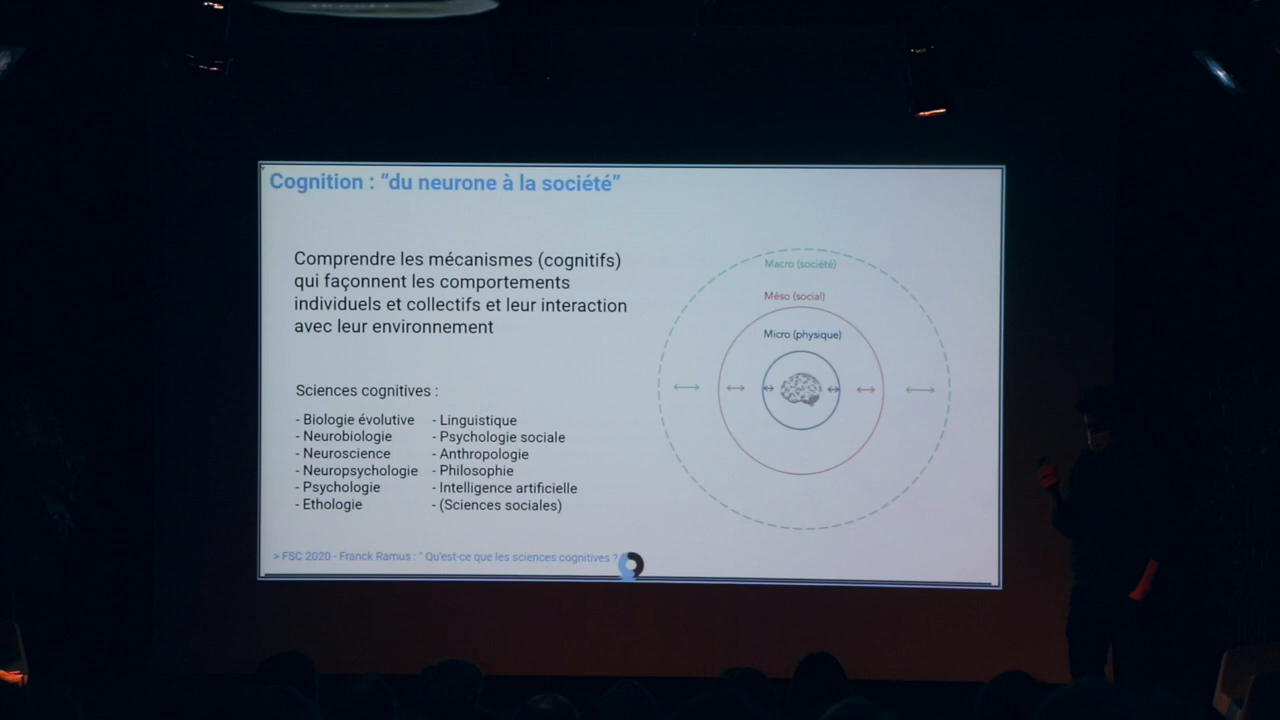 Cognition : “du neurone à la société”
Comprendre les mécanismes (cognitifs)
qui façonnent les comportements
individuels et collectifs et leur interaction
avec leur environnement
Sciences cognitives :
- Biologie évolutive
- Neurobiologie
- Neuroscience
- Neuropsychologie
- Psychologie
- Ethologie
- Linguistique
- Psychologie sociale
- Anthropologie
- Philosophie
- Intelligence artificielle
- (Sciences sociales)
Macro (société)
Méso (social)
Micro (physique)
> FSC 2020 - Franck Ramus : " Qu'est-ce que les sciences cognitives ?